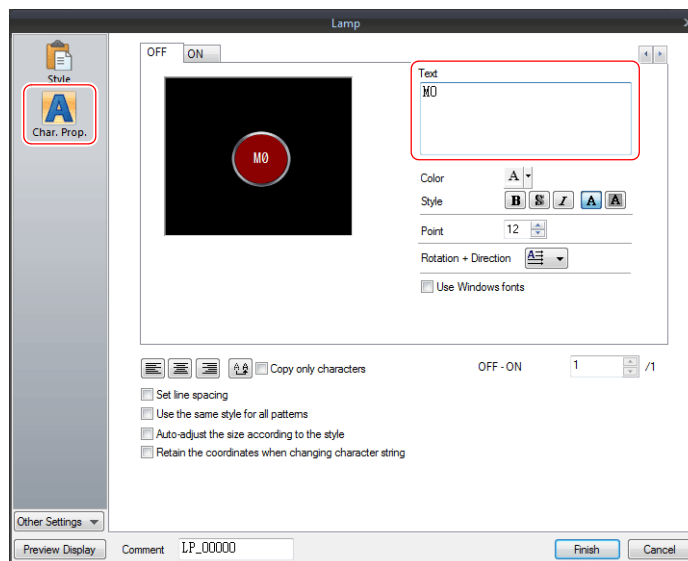 Lamp
Style
Char. Prop.
OFF
ON
M0
Text
M0
Color
A
Style
B S I A A
Point
12
Rotation + Direction
A
Use Windows fonts
Copy only characters
OFF - ON
1
/1
Set line spacing
Use the same style for all patterns
Auto-adjust the size according to the style
Retain the coordinates when changing character string
Other Settings
Preview Display
Comment
LP_00000
Finish
Cancel